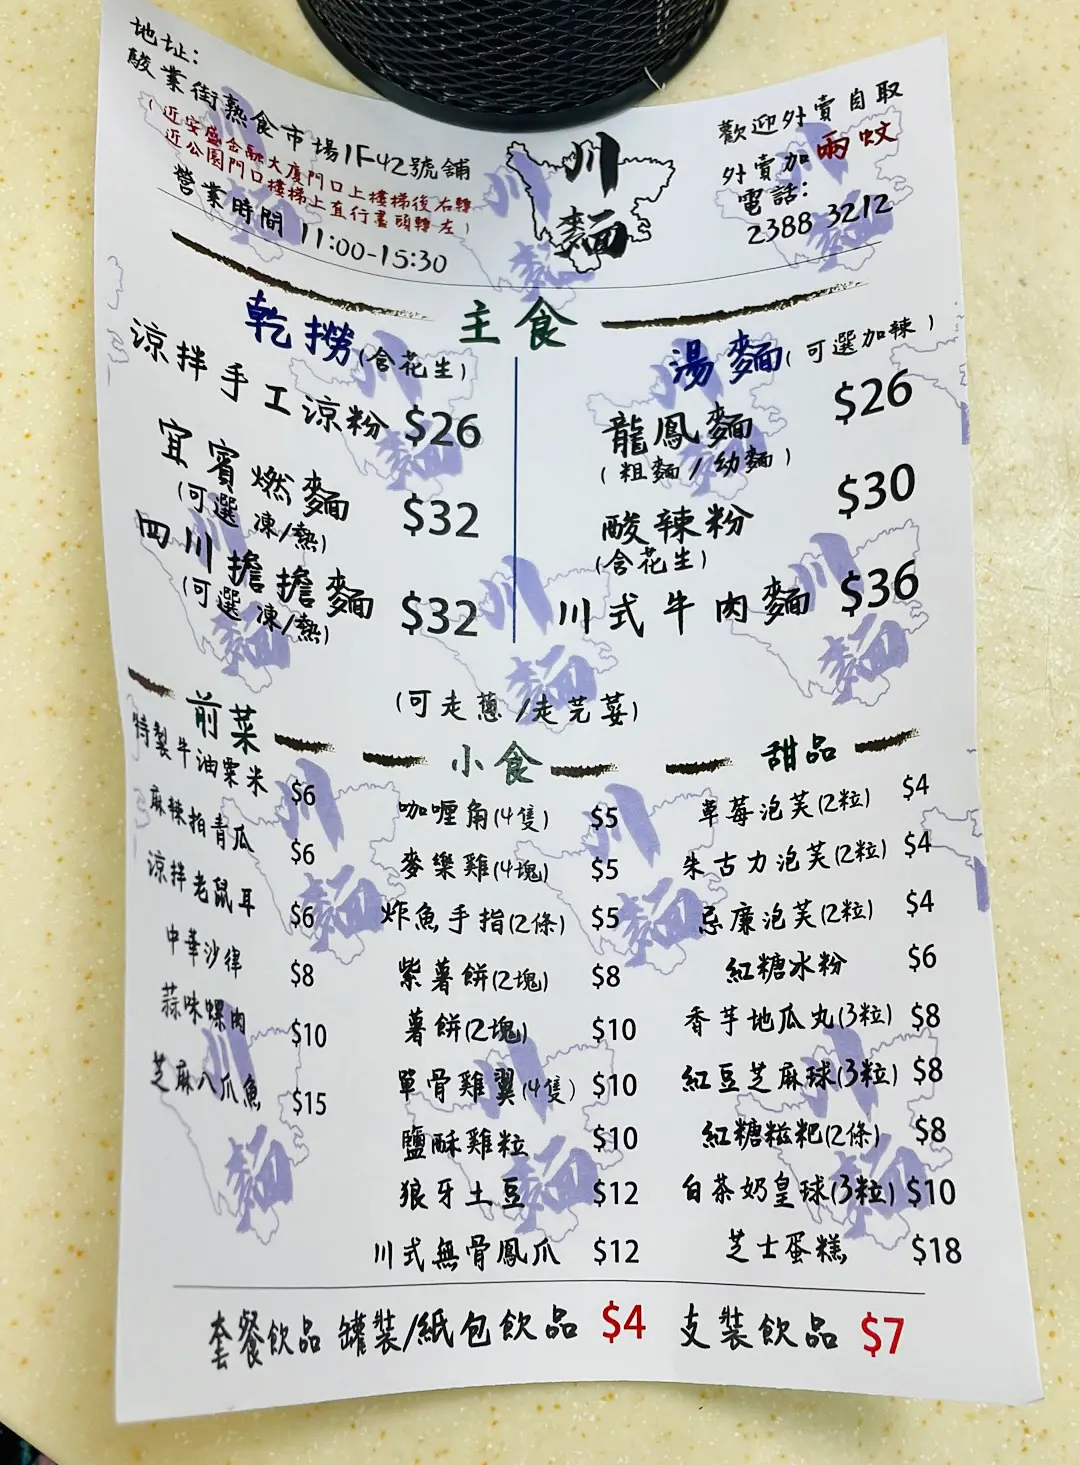 地址:
駿業街熟食市場1F42號舖
(近安盛金融大廈門口上樓梯後右轉
近公園門口樓梯上直行盡頭轉左)
營業時間 11:00-15:30
川
麵
歡迎外賣自取
外賣加兩蚊
電話:
2388 3212
主食
乾撈(含花生)
涼拌手工涼粉 $26
宜賓燃麵 $32
(可選 凍/熱)
四川擔擔麵 $32
(可選 凍/熱)
湯麵(可選加辣)
龍鳳麵 $26
(粗麵/幼麵)
酸辣粉 $30
(含花生)
川式牛肉麵 $36
(可走蔥/走芫荽)
前菜
特製牛油粟米 $6
麻辣拍青瓜 $6
涼拌老鼠耳 $6
中華沙律 $8
蒜味螺肉 $10
芝麻八爪魚 $15
小食
咖喱角(4隻) $5
麥樂雞(4塊) $5
炸魚手指(2條) $5
紫薯餅(2塊) $8
薯餅(2塊) $10
單骨雞翼(4隻) $10
鹽酥雞粒 $10
狼牙土豆 $12
川式無骨鳳爪 $12
甜品
草莓泡芙(2粒) $4
朱古力泡芙(2粒) $4
忌廉泡芙(2粒) $4
紅糖冰粉 $6
香芋地瓜丸(3粒) $8
紅豆芝麻球(3粒) $8
紅糖糍粑(2條) $8
白茶奶皇球(3粒) $10
芝士蛋糕 $18
套餐飲品 罐裝/紙包飲品 $4 支裝飲品 $7